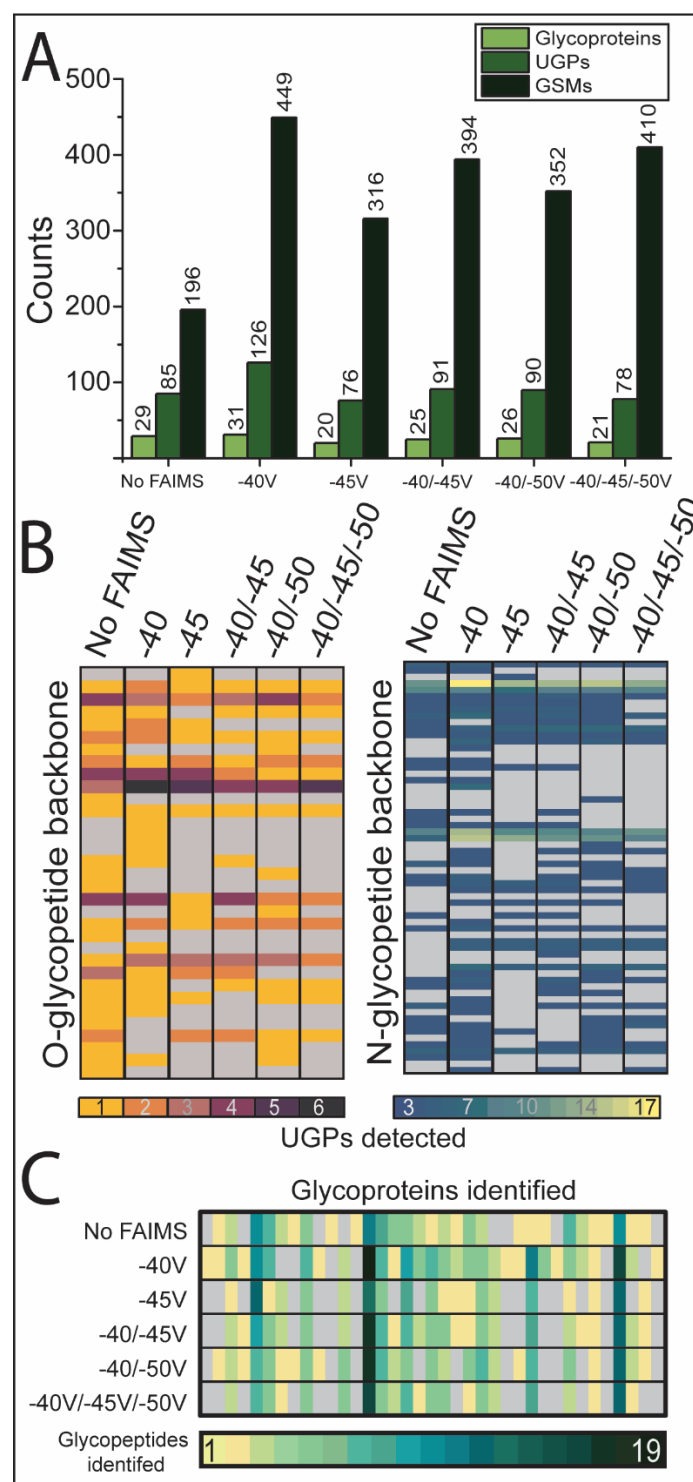 A
Glycoproteins
UGPs
GSMs
Counts
500
400
300
200
100
29 85 196
31 126 449
20 76 316
25 91 394
26 90 352
21 78 410
No FAIMS -40V -45V -40/-45V -40/-50V -40/-45/-50V
B
No FAIMS -40 -45 -40/-45 -40/-50 -40/-45/-50
No FAIMS -40 -45 -40/-45 -40/-50 -40/-45/-50
O-glycopetide backbone
N-glycopetide backbone
1 2 3 4 5 6
3 7 10 14 17
UGPs detected
C
Glycoproteins identified
No FAIMS
-40V
-45V
-40/-45V
-40/-50V
-40V/-45V/-50V
Glycopeptides
identifed
1 19